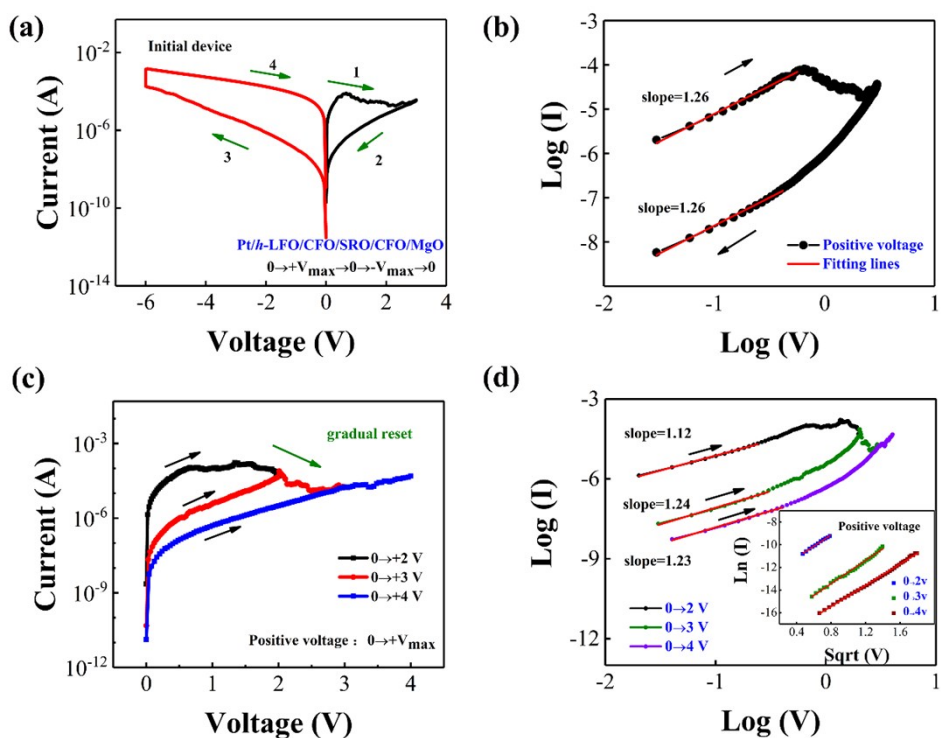 (a)
Initial device
4
1
3
2
Pt/h-LFO/CFO/SRO/CFO/MgO
0→+Vmax→0→-Vmax→0
Current (A)
10-2
10-6
10-10
10-14
-6 -5 -4 -3 -2 -1 0 1 2 3 4
Voltage (V)
(b)
slope=1.26
slope=1.26
Positive voltage
Fitting lines
Log (I)
-3
-4
-5
-6
-7
-8
-2 -1 0 1
Log (V)
(c)
gradual reset
0→+2 V
0→+3 V
0→+4 V
Positive voltage : 0→+Vmax
Current (A)
10-3
10-6
10-9
10-12
0 1 2 3 4
Voltage (V)
(d)
slope=1.12
slope=1.24
slope=1.23
0→2 V
0→3 V
0→4 V
Log (I)
-3
-6
-9
-12
-2 -1 0 1
Log (V)
Positive voltage
0→2v
0→3v
0→4v
Ln (I)
-8
-10
-12
-14
-16
0.4 0.8 1.2 1.6
Sqrt (V)